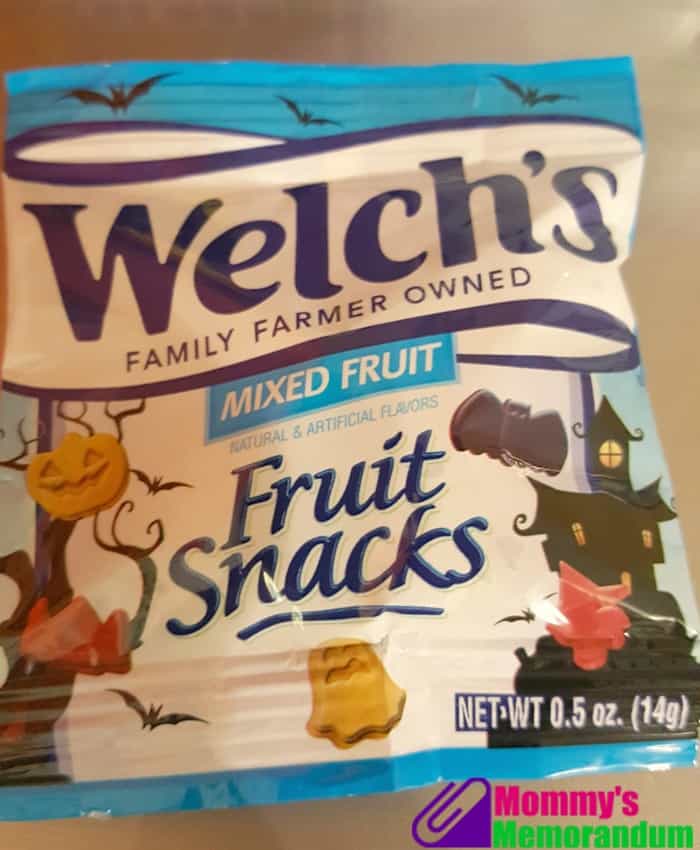 Welch's
FAMILY FARMER OWNED
MIXED FRUIT
NATURAL & ARTIFICIAL FLAVORS
Fruit
Snacks
NET WT 0.5 oz. (14g)
Mommy's
Memorandum